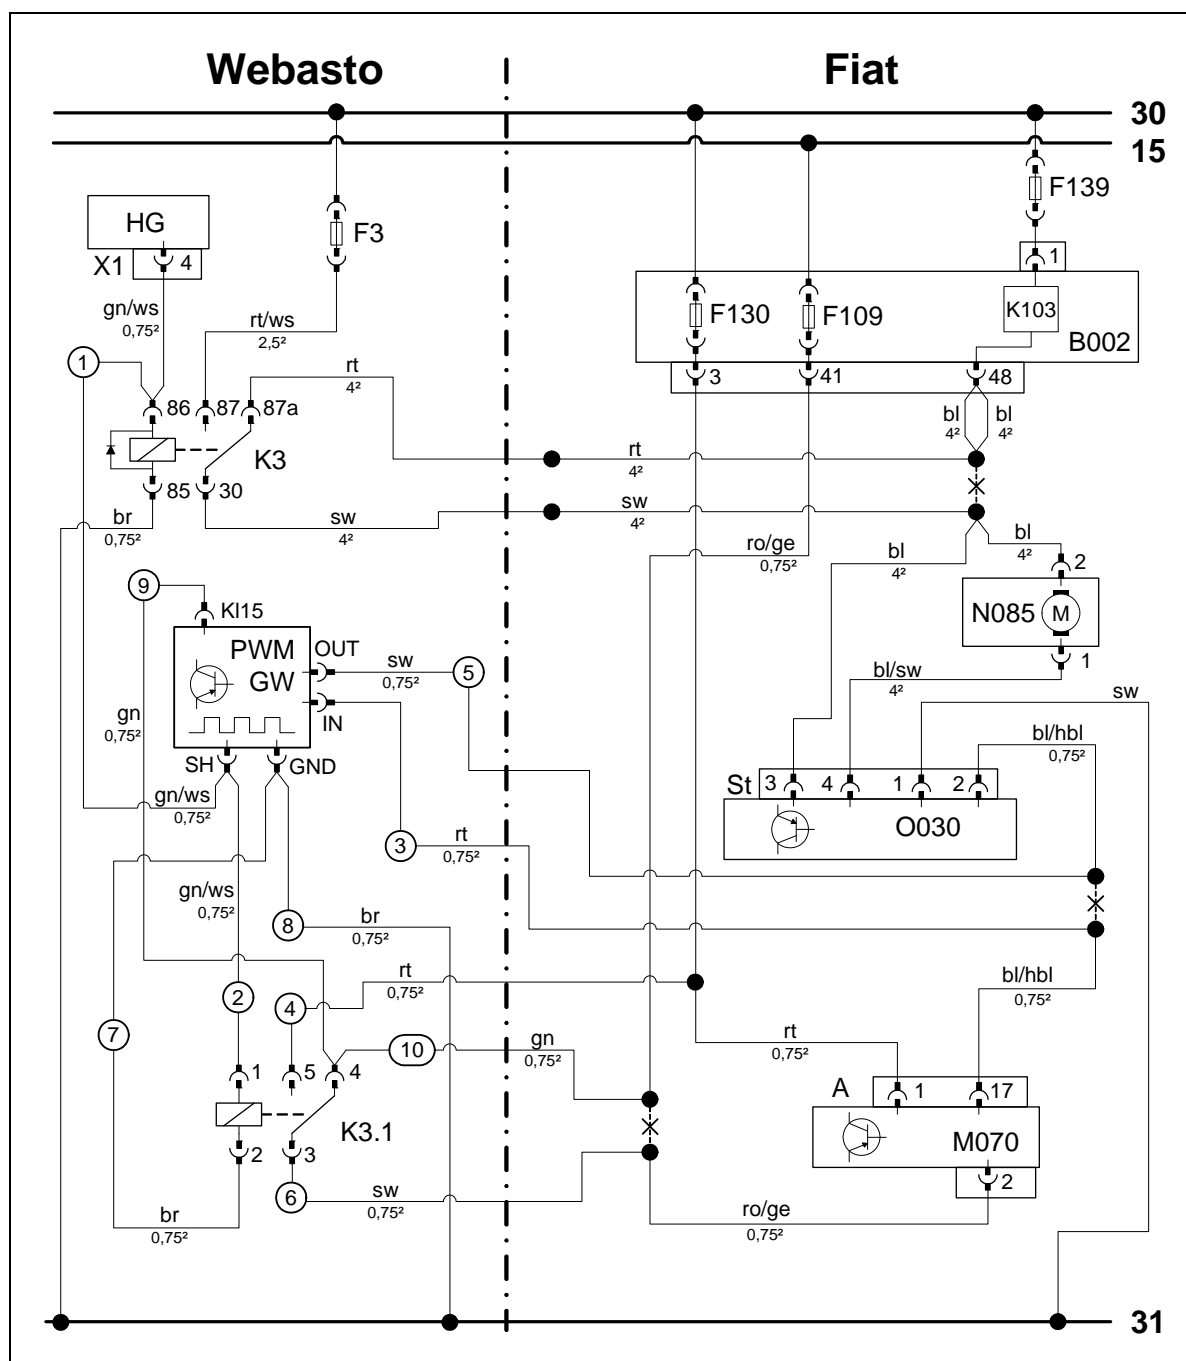 Webasto
Fiat
30
15
F139
HG
F3
X1
4
1
gn/ws
0,75²
rt/ws
2,5²
F130
F109
K103
B002
1
rt
4²
3
41
48
86
87
87a
bl
4²
bl
4²
K3
rt
4²
85
30
br
0,75²
sw
4²
sw
4²
ro/ge
0,75²
bl
4²
bl
4²
2
9
Kl15
N085
M
PWM
GW
OUT
sw
0,75²
5
1
bl/sw
4²
sw
gn
0,75²
IN
bl/hbl
0,75²
SH
GND
St
3
4
1
2
gn/ws
0,75²
O030
3
rt
0,75²
gn/ws
0,75²
8
br
0,75²
rt
0,75²
bl/hbl
0,75²
2
4
7
10
gn
0,75²
rt
0,75²
1
5
4
A
1
17
K3.1
M070
2
3
2
6
sw
0,75²
br
0,75²
ro/ge
0,75²
31